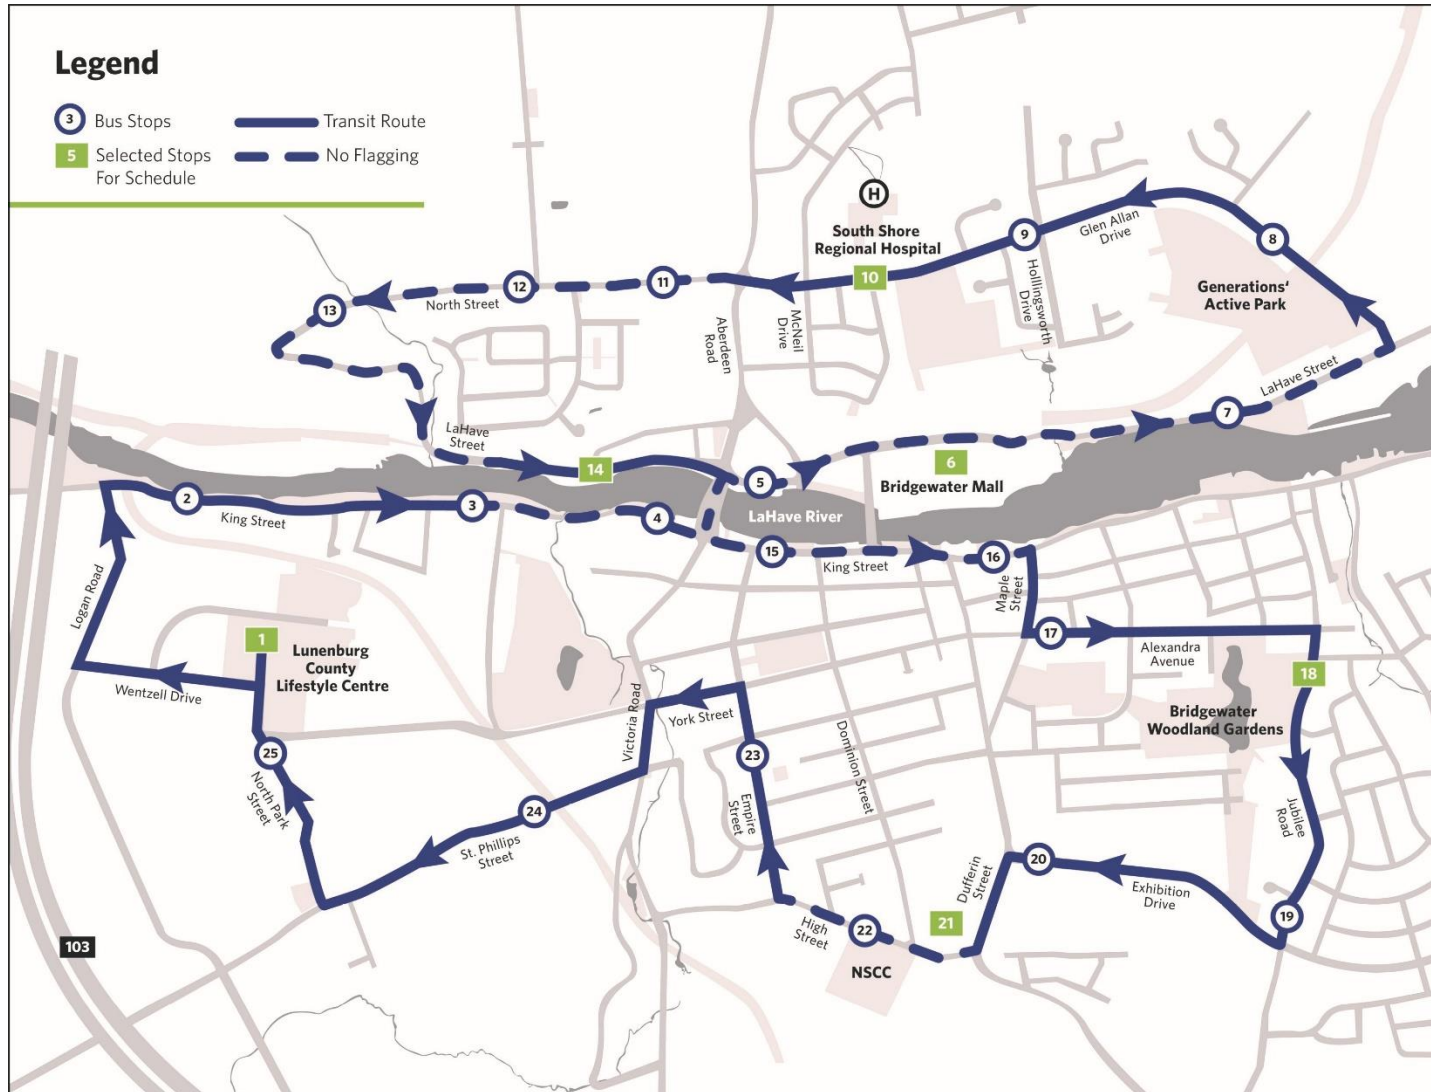 Legend
3 Bus Stops
Transit Route
5 Selected Stops
For Schedule
No Flagging
H
South Shore
Regional Hospital
10
9
Glen Allan
Drive
8
Holllingsworth
Drive
Generations'
Active Park
11
12
North Street
13
Aberdeen
Road
McNeil
Drive
LaHave Street
7
LaHave
Street
14
5
6
Bridgewater Mall
2
King Street
3
4
LaHave River
15
King Street
16
Maple
Street
17
Alexandra
Avenue
18
Bridgewater
Woodland Gardens
Logan Road
1
Lunenburg
County
Lifestyle Centre
Wentzell Drive
Victoria Road
York Street
23
Empire
Street
Dominion Street
25
North Park
Street
24
St. Phillips
Street
Jubilee
Road
20
Exhibition
Drive
Dufferin
Street
21
19
High
Street
22
NSCC
103